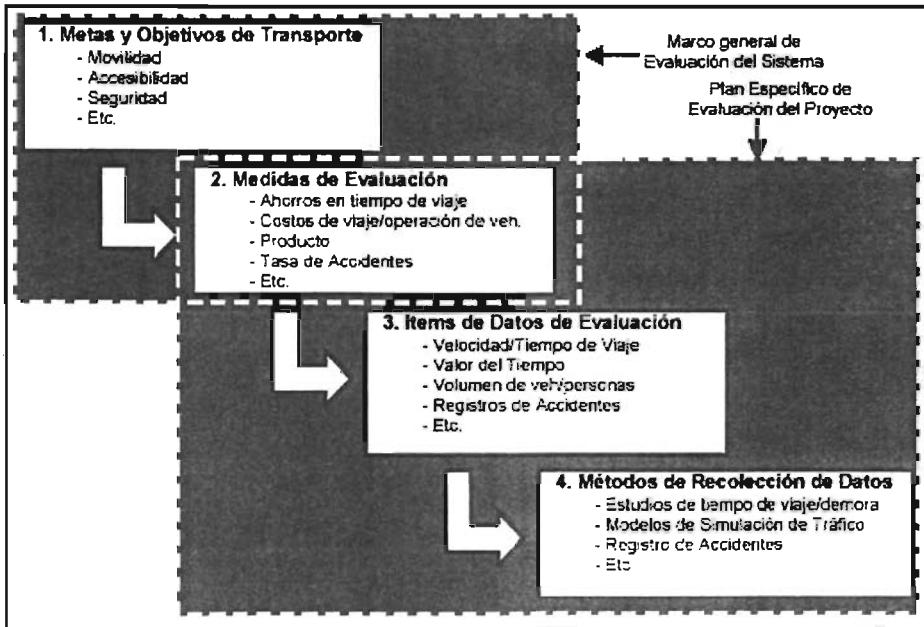 1. Metas y Objetivos de Transporte
- Movilidad
- Accesibilidad
- Seguridad
- Etc.
Marco general de
Evaluación del Sistema
Plan Específico de
Evaluación del Proyecto
2. Medidas de Evaluación
- Ahorros en tiempo de viaje
- Costos de viaje/operación de veh.
- Producto
- Tasa de Accidentes
- Etc.
3. Items de Datos de Evaluación
- Velocidad/Tiempo de Viaje
- Valor del Tiempo
- Volumen de veh/personas
- Registros de Accidentes
- Etc.
4. Métodos de Recolección de Datos
- Estudios de tiempo de viaje/demora
- Modelos de Simulación de Tráfico
- Registro de Accidentes
- Etc